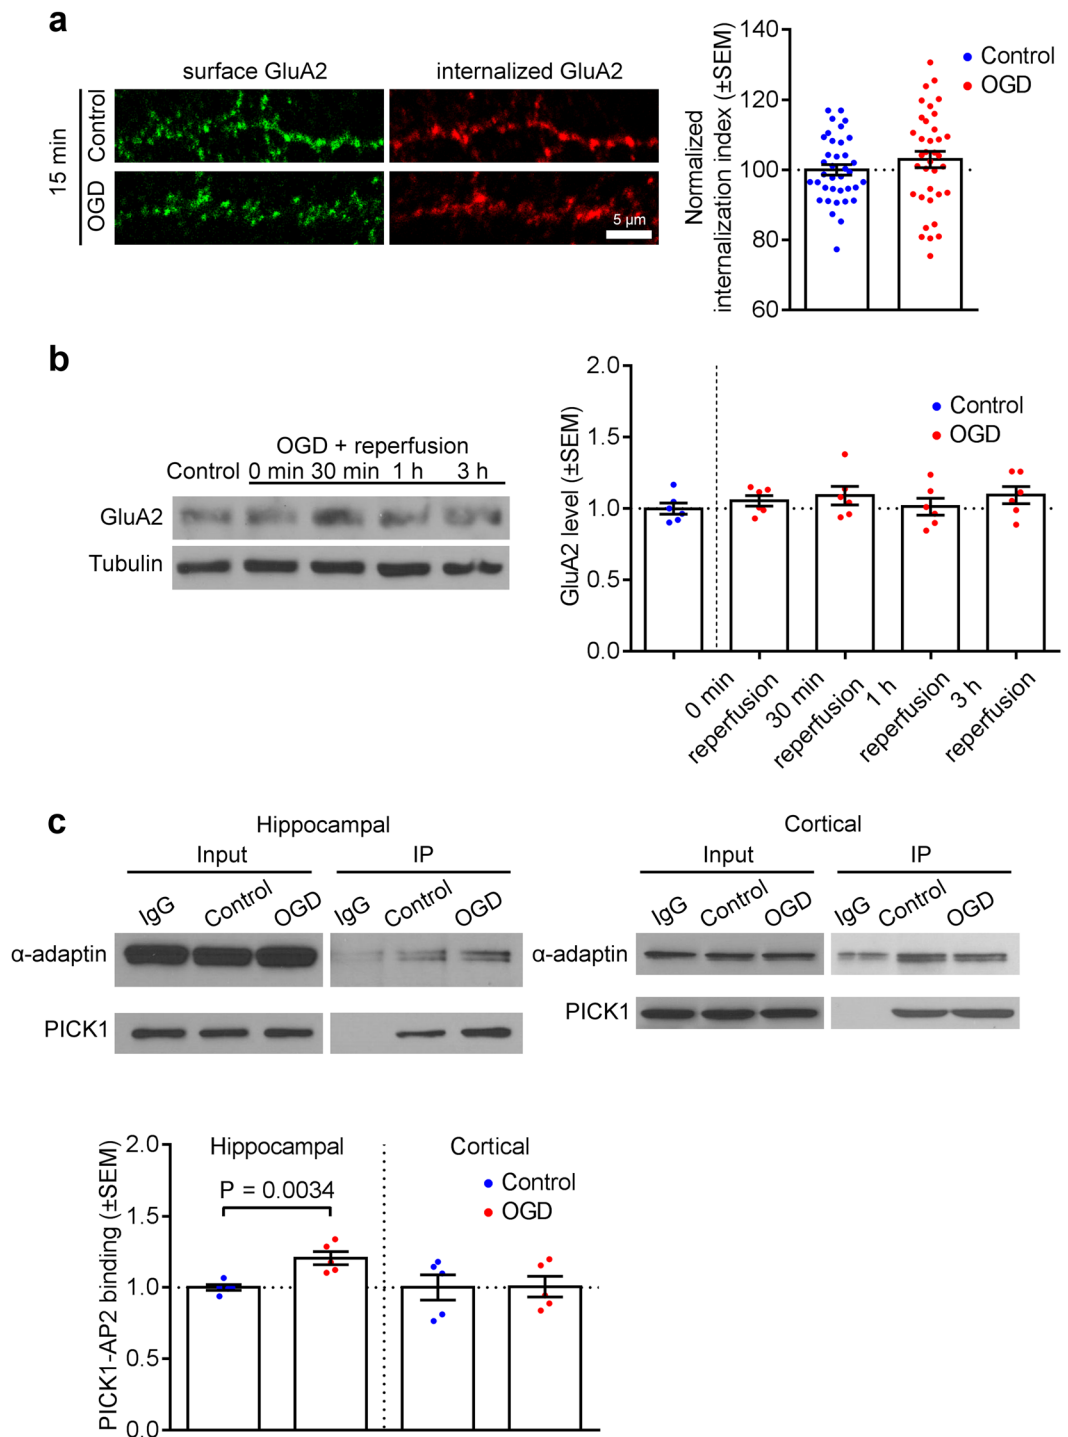 a
surface GluA2
internalized GluA2
15 min
Control
OGD
5 µm
Normalized
internalization index (±SEM)
140
120
100
80
60
Control
OGD
b
OGD + reperfusion
Control 0 min 30 min 1 h 3 h
GluA2
Tubulin
GluA2 level (±SEM)
2.0
1.5
1.0
0.5
0.0
Control
OGD
0 min
reperfusion
30 min
reperfusion
1 h
reperfusion
3 h
reperfusion
c
Hippocampal
Input IP
IgG Control OGD IgG Control OGD
α-adaptin
PICK1
Cortical
Input IP
IgG Control OGD IgG Control OGD
α-adaptin
PICK1
PICK1-AP2 binding (±SEM)
2.0
1.5
1.0
0.5
0.0
Hippocampal Cortical
P = 0.0034
Control
OGD